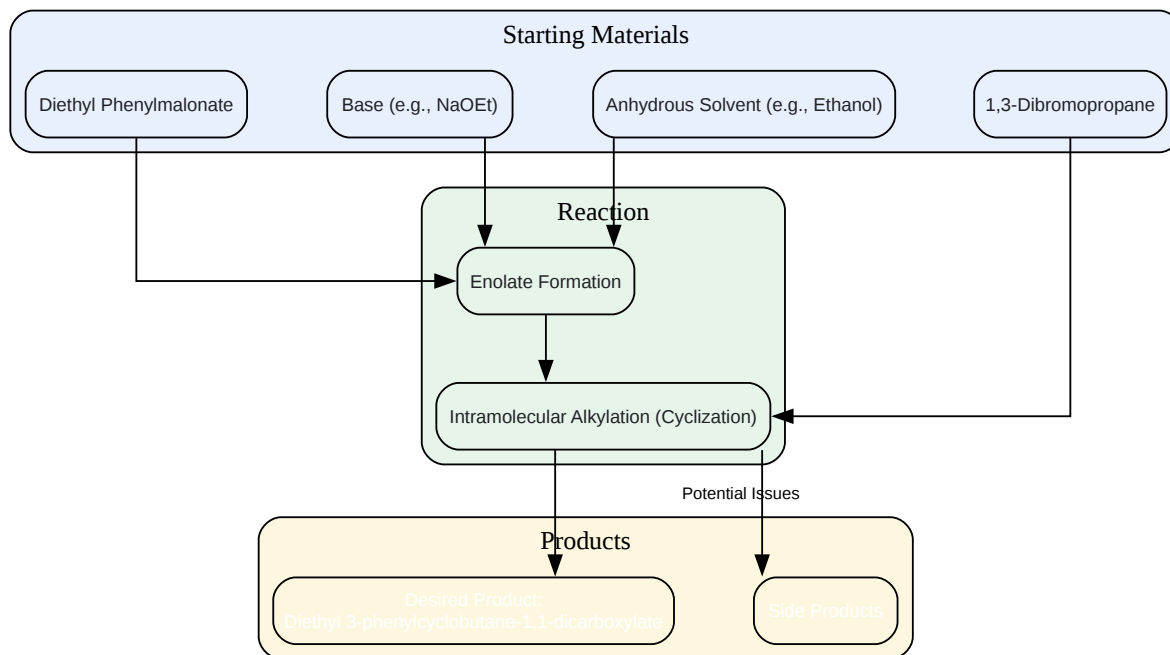 Starting Materials
Diethyl Phenylmalonate
Base (e.g., NaOEt)
Anhydrous Solvent (e.g., Ethanol)
1,3-Dibromopropane
Reaction
Enolate Formation
Intramolecular Alkylation (Cyclization)
Potential Issues
Products
Desired Product:
Diethyl 3-phenylcyclobutane-1,1-dicarboxylate
Side Products